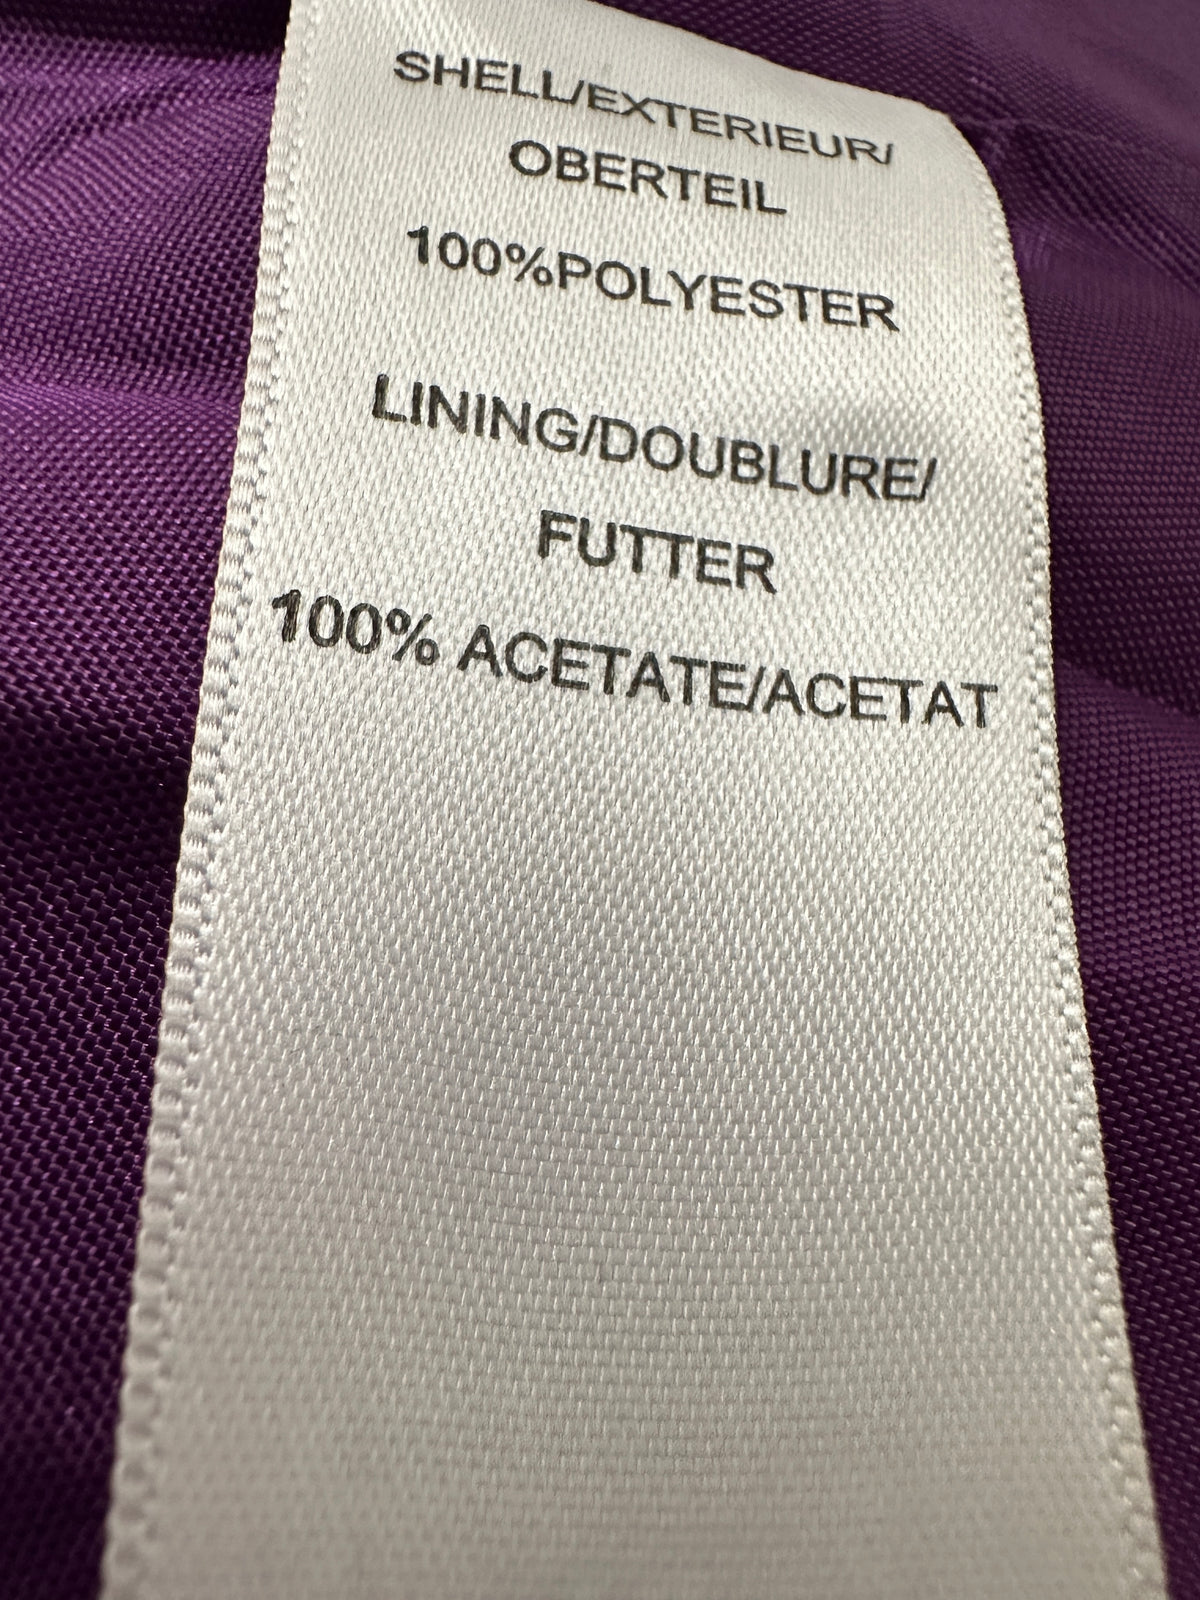 SHELL/EXTERIEUR/
OBERTEIL
100%POLYESTER
LINING/DOUBLURE/
FUTTER
100% ACETATE/ACETAT